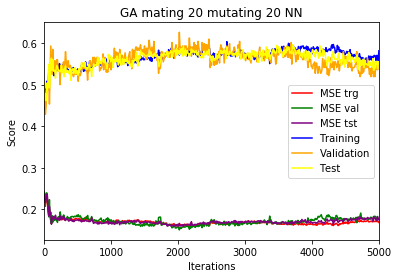 GA mating 20 mutating 20 NN
Score
0.6
0.5
0.4
0.3
0.2
MSE trg
MSE val
MSE tst
Training
Validation
Test
0
1000
2000
3000
4000
5000
Iterations